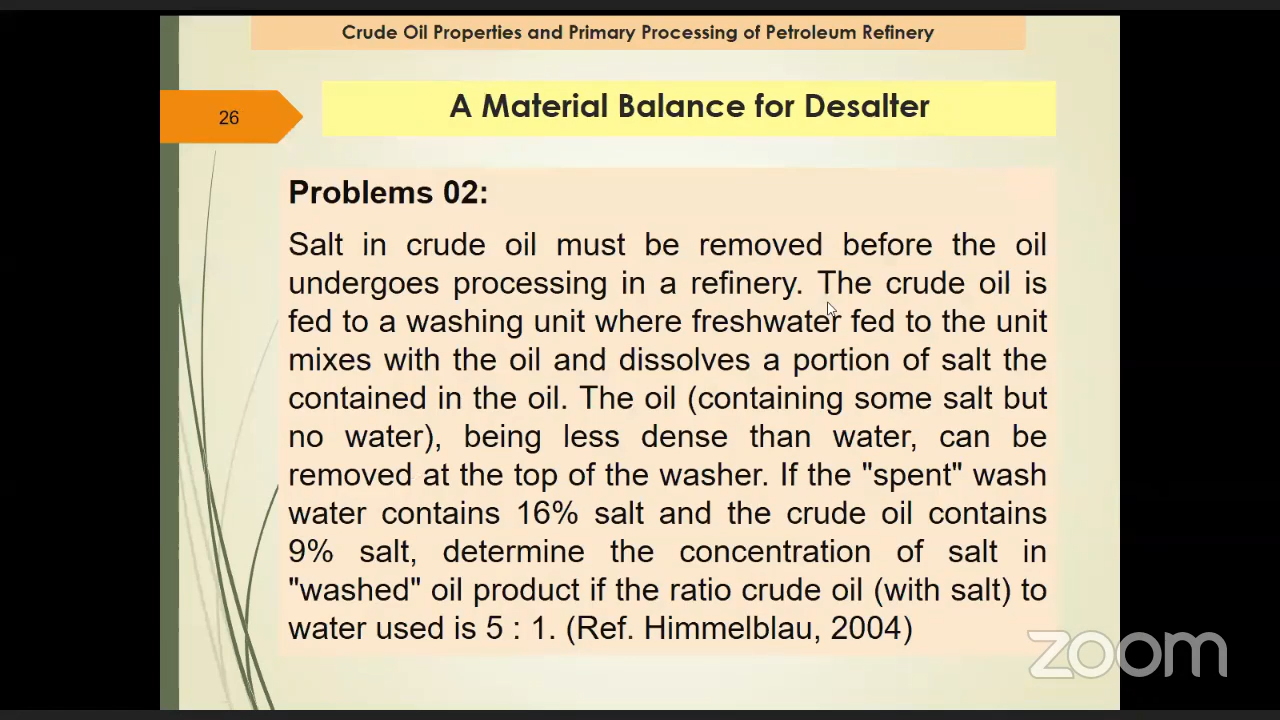 Crude Oil Properties and Primary Processing of Petroleum Refinery
26
A Material Balance for Desalter
Problems 02:
Salt in crude oil must be removed before the oil
undergoes processing in a refinery. The crude oil is
fed to a washing unit where freshwater fed to the unit
mixes with the oil and dissolves a portion of salt the
contained in the oil. The oil (containing some salt but
no water), being less dense than water, can be
removed at the top of the washer. If the "spent" wash
water contains 16% salt and the crude oil contains
9% salt, determine the concentration of salt in
"washed" oil product if the ratio crude oil (with salt) to
water used is 5 : 1. (Ref. Himmelblau, 2004)
zoom